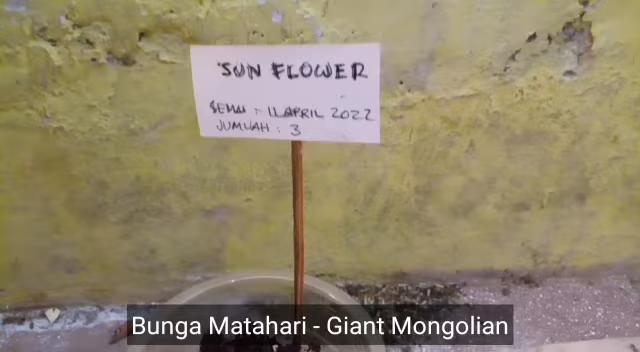 SUN FLOWER
SEMAI : 11 APRIL 2022
JUMLAH : 3
Bunga Matahari - Giant Mongolian